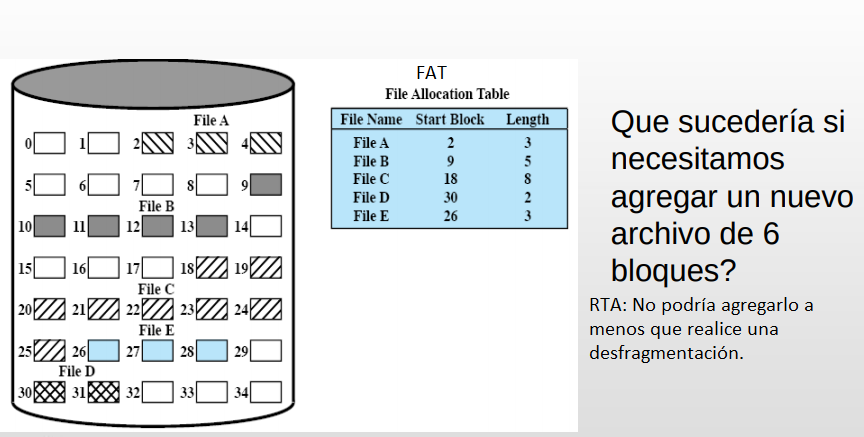 FAT
File Allocation Table
File Name Start Block Length
File A 2 3
File B 9 5
File C 18 8
File D 30 2
File E 26 3
File A
0 1 2 3 4
5 6 7 8 9
File B
10 11 12 13 14
15 16 17 18 19
File C
20 21 22 23 24
File E
25 26 27 28 29
File D
30 31 32 33 34
Que sucedería si
necesitamos
agregar un nuevo
archivo de 6
bloques?
RTA: No podría agregarlo a
menos que realice una
desfragmentación.